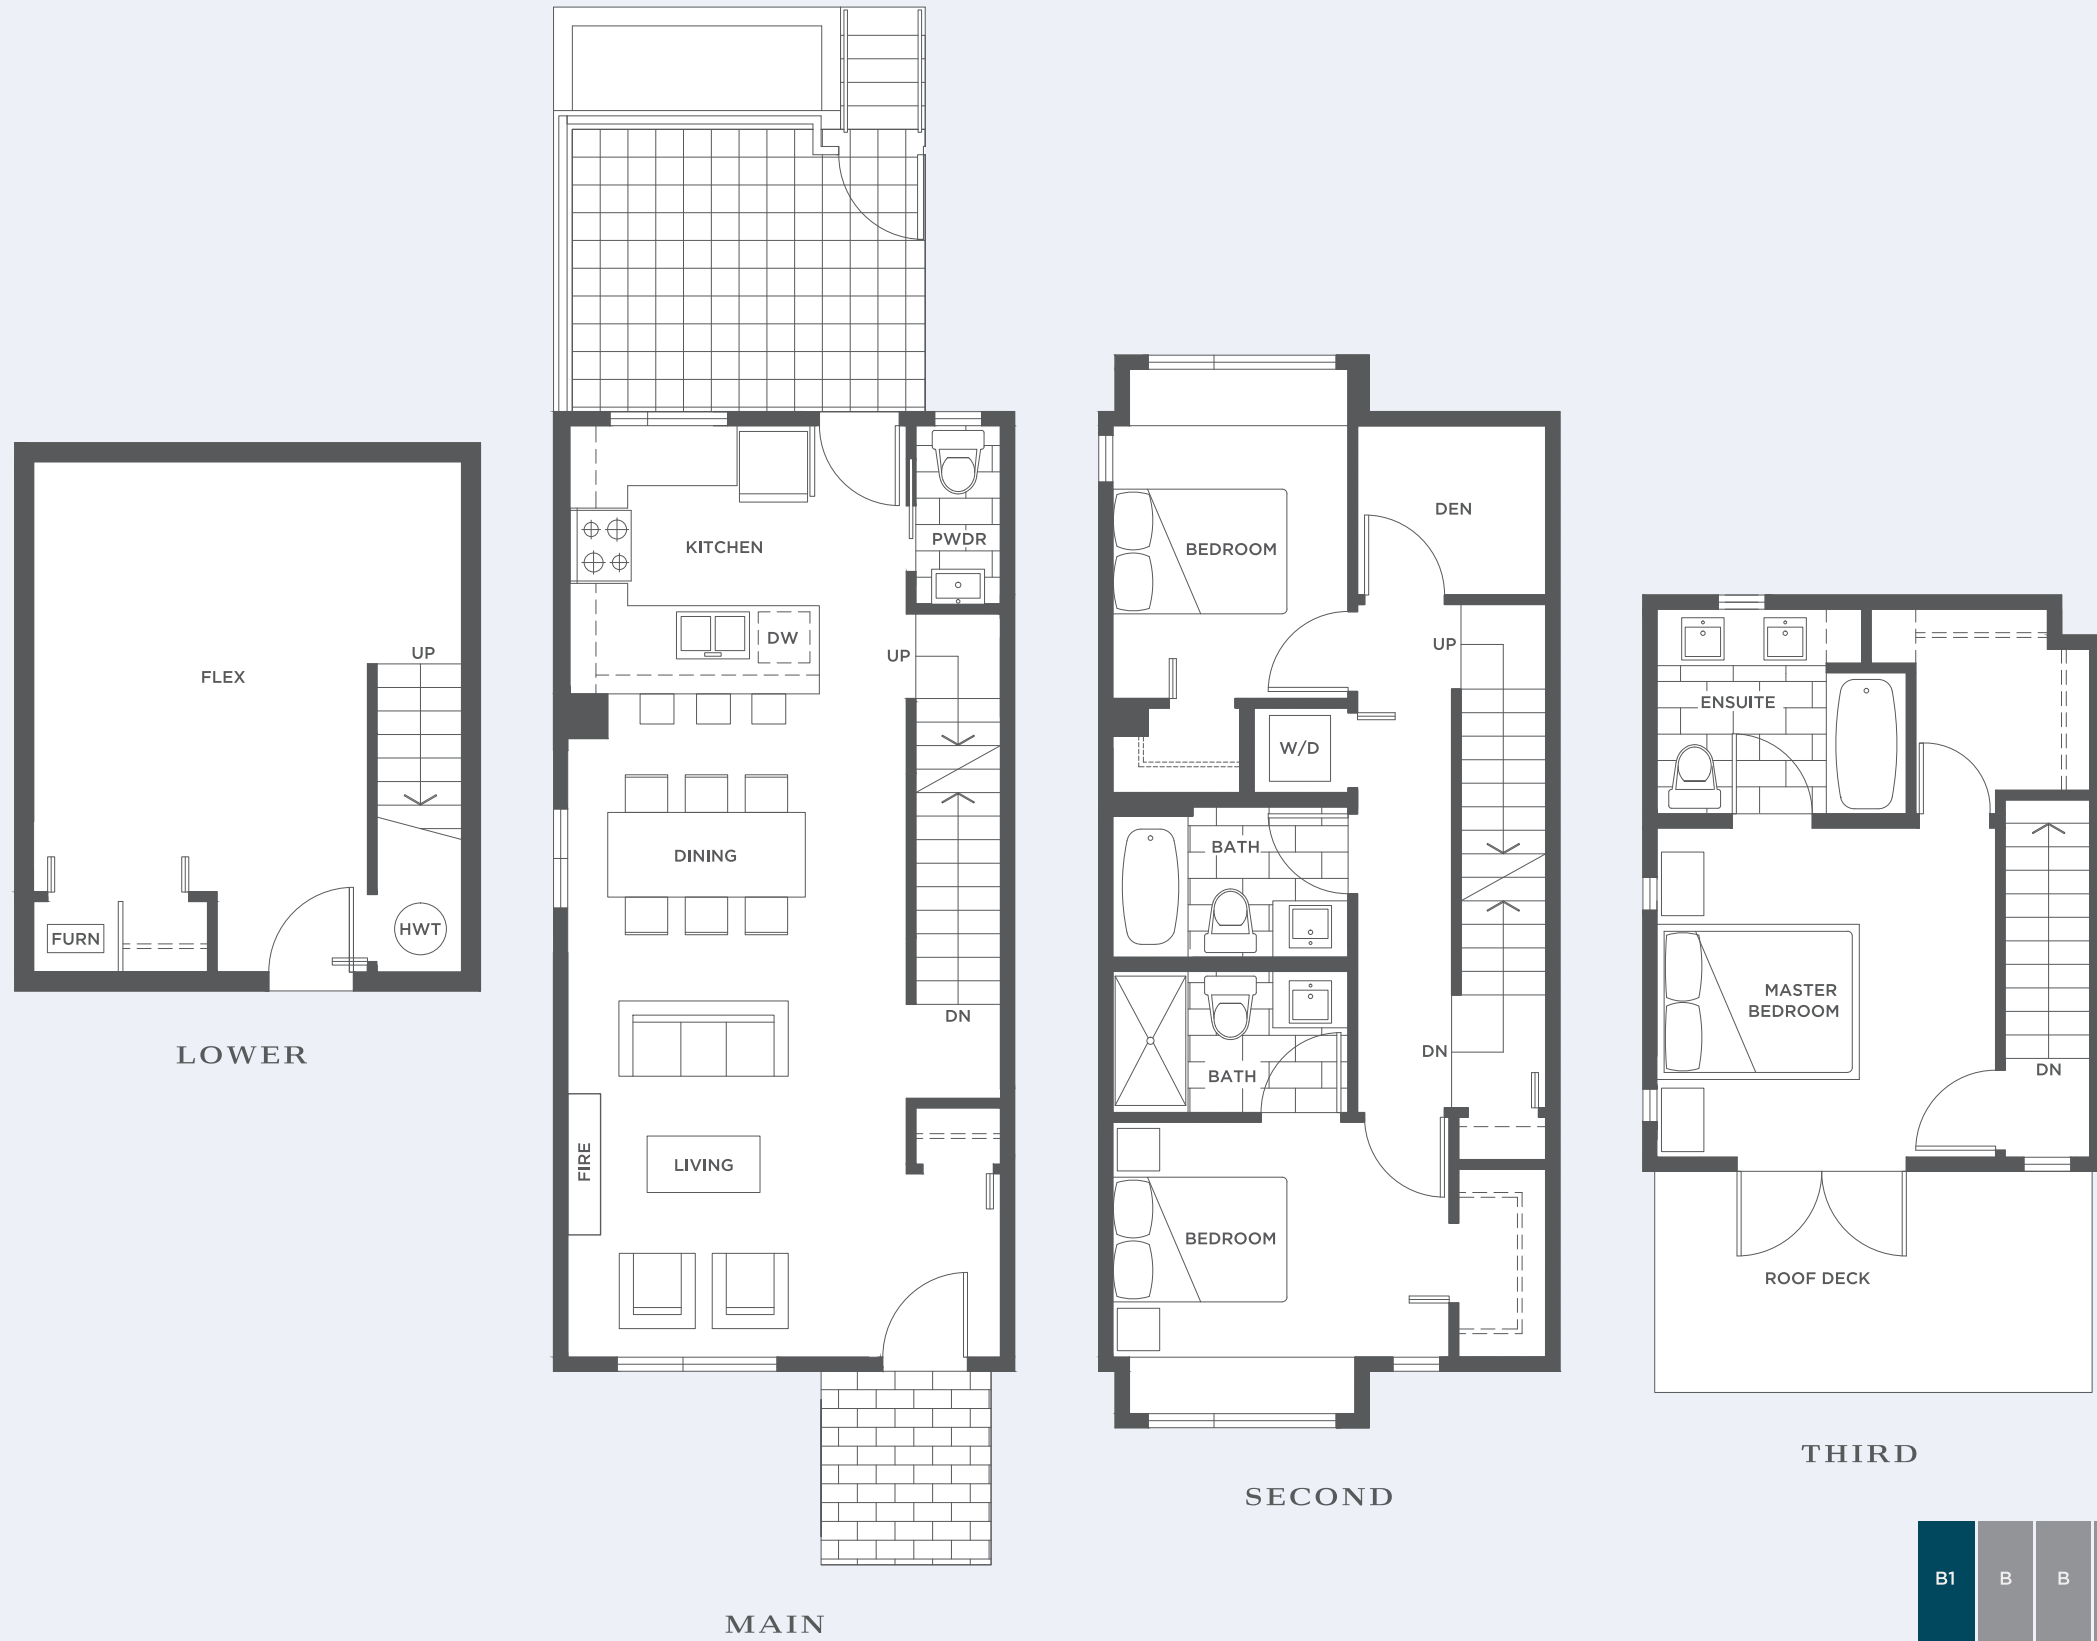 FLEX
UP
FURN
HWT
LOWER
KITCHEN
PWDR
DW
UP
DINING
DN
FIRE
LIVING
MAIN
BEDROOM
DEN
UP
W/D
BATH
DN
BATH
BEDROOM
SECOND
ENSUITE
MASTER
BEDROOM
DN
ROOF DECK
THIRD
B1
B
B